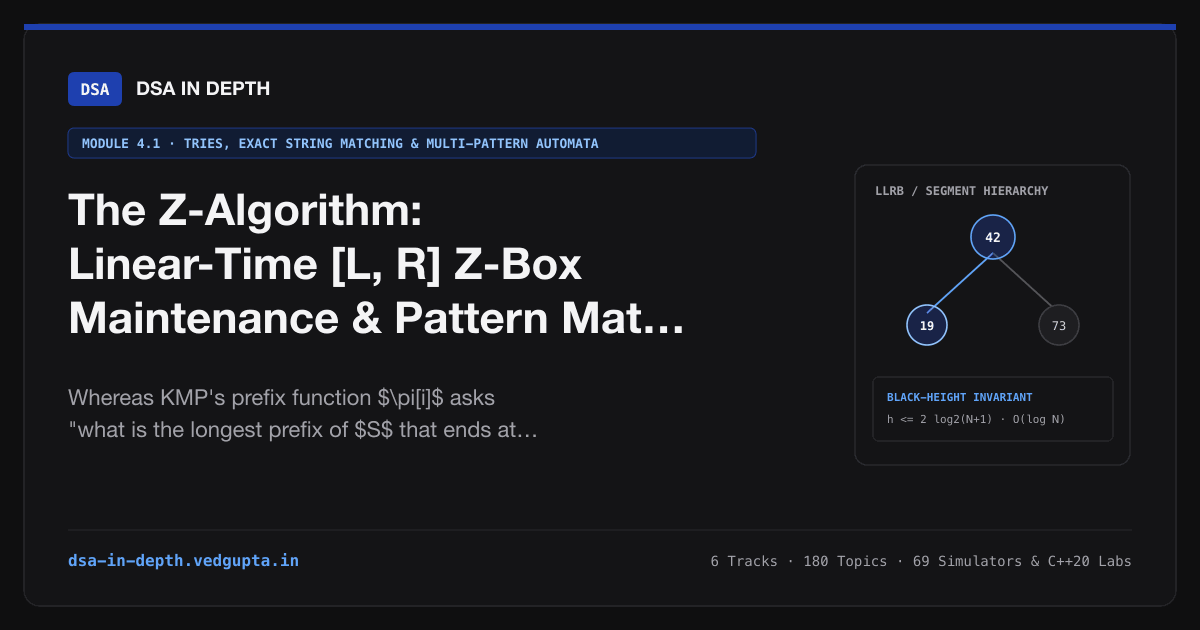 DSA DSA IN DEPTH
MODULE 4.1 · TRIES, EXACT STRING MATCHING & MULTI-PATTERN AUTOMATA
The Z-Algorithm:
Linear-Time [L, R] Z-Box
Maintenance & Pattern Mat...
Whereas KMP's prefix function $\pi[i]$ asks
"what is the longest prefix of $S$ that ends at...
LLRB / SEGMENT HIERARCHY
42
19 73
BLACK-HEIGHT INVARIANT
h <= 2 log2(N+1) · O(log N)
dsa-in-depth.vedgupta.in
6 Tracks · 180 Topics · 69 Simulators & C++20 Labs